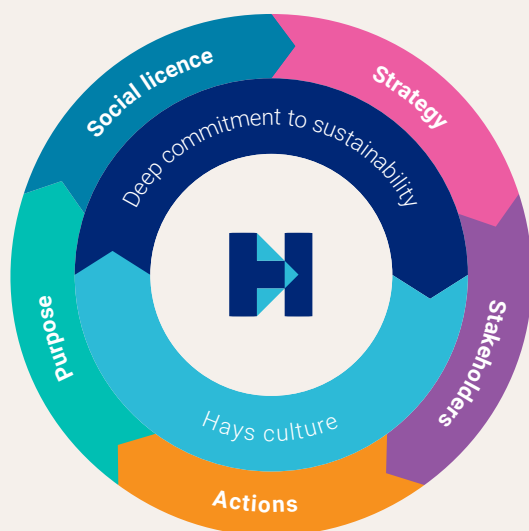 Social licence
Strategy
Deep commitment to sustainability
Purpose
Stakeholders
Hays culture
Actions